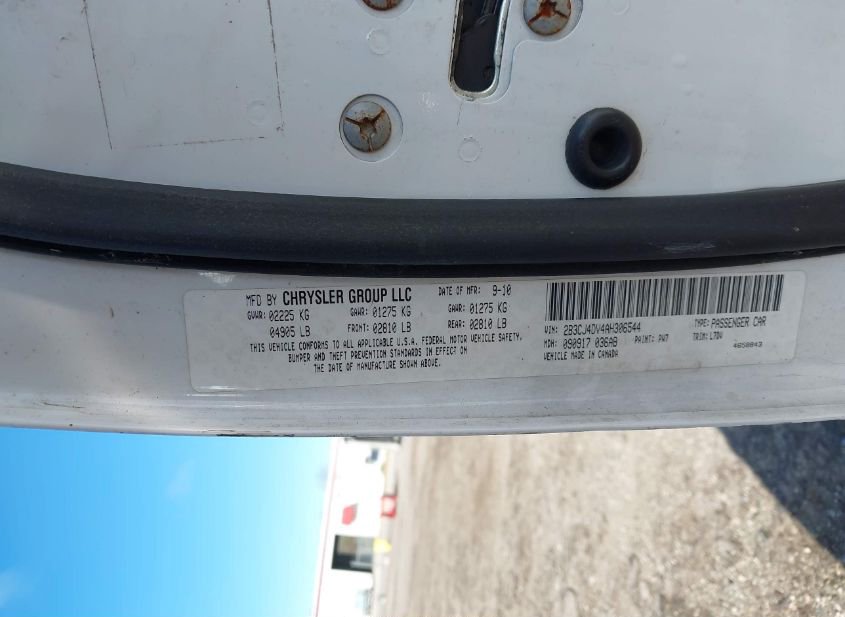 MFD BY CHRYSLER GROUP LLC DATE OF MFR: 9-10
GVWR: 02225 KG GAWR: 01275 KG GAWR: 01275 KG
04905 LB FRONT: 02810 LB REAR: 02810 LB
THIS VEHICLE CONFORMS TO ALL APPLICABLE U.S.A. FEDERAL MOTOR VEHICLE SAFETY,
BUMPER AND THEFT PREVENTION STANDARDS IN EFFECT ON
THE DATE OF MANUFACTURE SHOWN ABOVE.
VIN: 2B3CJ4DV4AH306544 TYPE: PASSENGER CAR
MDH: 090917 036AB PAINT: PW7 TRIM: L7D4
VEHICLE MADE IN CANADA 4658843